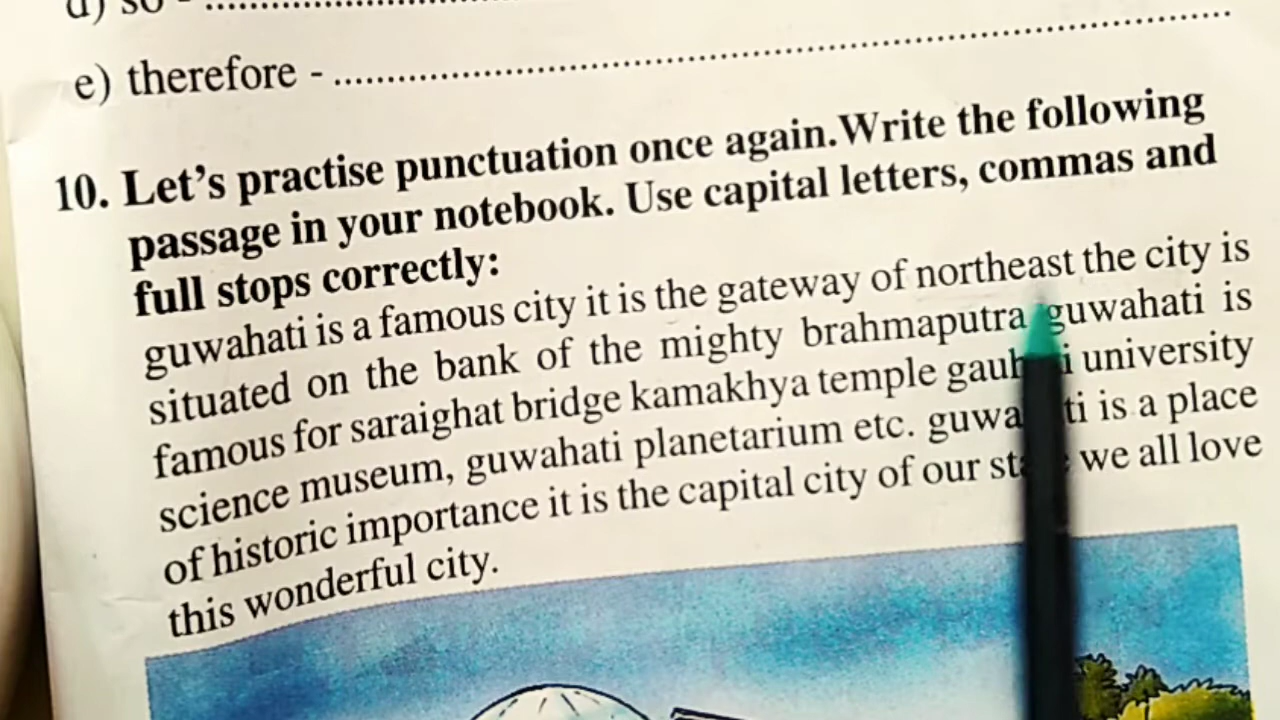 d) so - ........................
e) therefore - ................................................................
10. Let's practise punctuation once again.Write the following
passage in your notebook. Use capital letters, commas and
full stops correctly:
guwahati is a famous city it is the gateway of northeast the city is
situated on the bank of the mighty brahmaputra guwahati is
famous for saraighat bridge kamakhya temple university
science museum, guwahati planetarium etc. is a place
of historic importance it is the capital city of our we all love
this wonderful city.